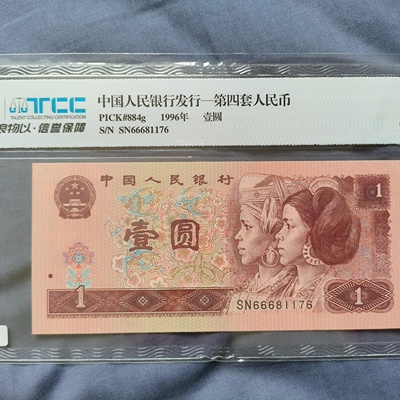 TCC
TALENT COLLECTING CERTIFICATION
良物以·信誉保障
中国人民银行发行—第四套人民币
PICK#884g 1996年 壹圆
S/N SN66681176
中国人民银行
1
壹圆
1
SN66681176
1